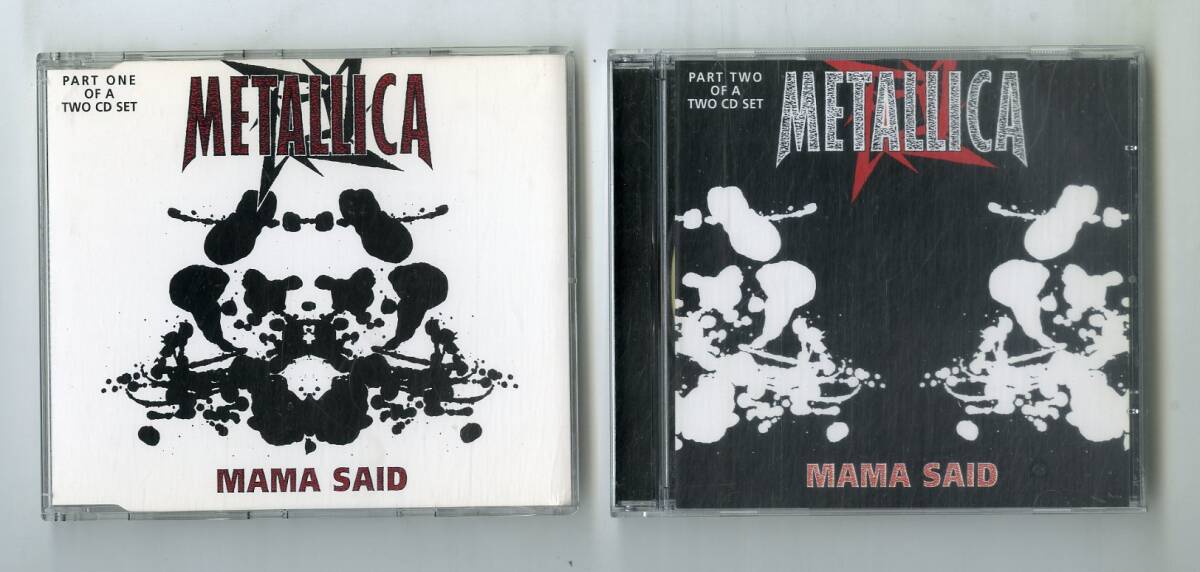 PART ONE
OF A
TWO CD SET
METALLICA
MAMA SAID
PART TWO
OF A
TWO CD SET
METALLICA
MAMA SAID